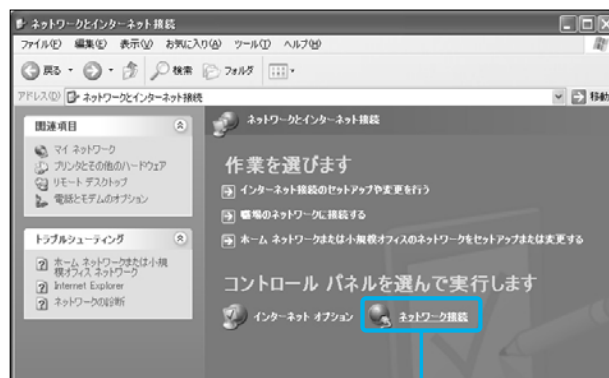 ネットワークとインターネット接続
ファイル(F) 編集(E) 表示(V) お気に入り(A) ツール(T) ヘルプ(H)
戻る 検索 フォルダ
アドレス(D) ネットワークとインターネット接続 移動
関連項目
マイ ネットワーク
プリンタとその他のハードウェア
リモート デスクトップ
電話とモデムのオプション
トラブルシューティング
ホーム ネットワークまたは小規
模オフィス ネットワーク
Internet Explorer
ネットワークの診断
ネットワークとインターネット接続
作業を選びます
インターネット接続のセットアップや変更を行う
職場のネットワークに接続する
ホーム ネットワークまたは小規模オフィスのネットワークをセットアップまたは変更する
コントロール パネルを選んで実行します
インターネット オプション ネットワーク接続